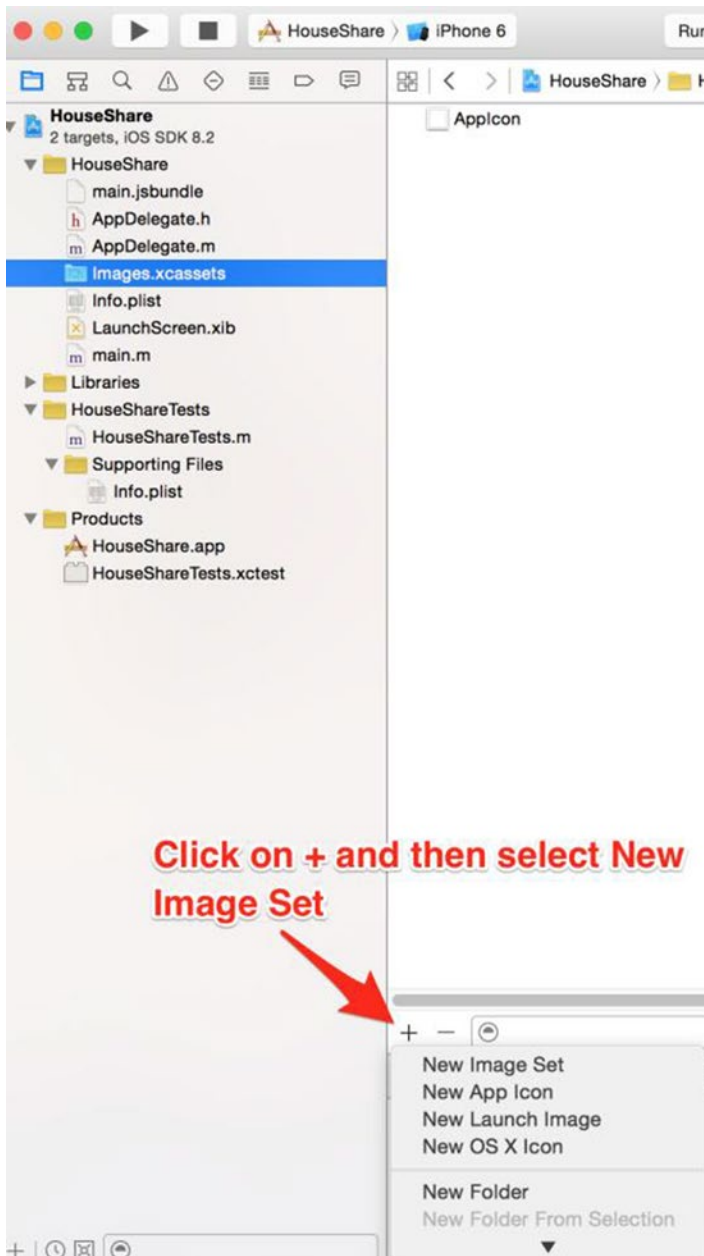 HouseShare
iPhone 6
Run
HouseShare
H
HouseShare
2 targets, iOS SDK 8.2
HouseShare
main.jsbundle
AppDelegate.h
AppDelegate.m
Images.xcassets
Info.plist
LaunchScreen.xib
main.m
Libraries
HouseShareTests
HouseShareTests.m
Supporting Files
Info.plist
Products
HouseShare.app
HouseShareTests.xctest
AppIcon
Click on + and then select New
Image Set
New Image Set
New App Icon
New Launch Image
New OS X Icon
New Folder
New Folder From Selection